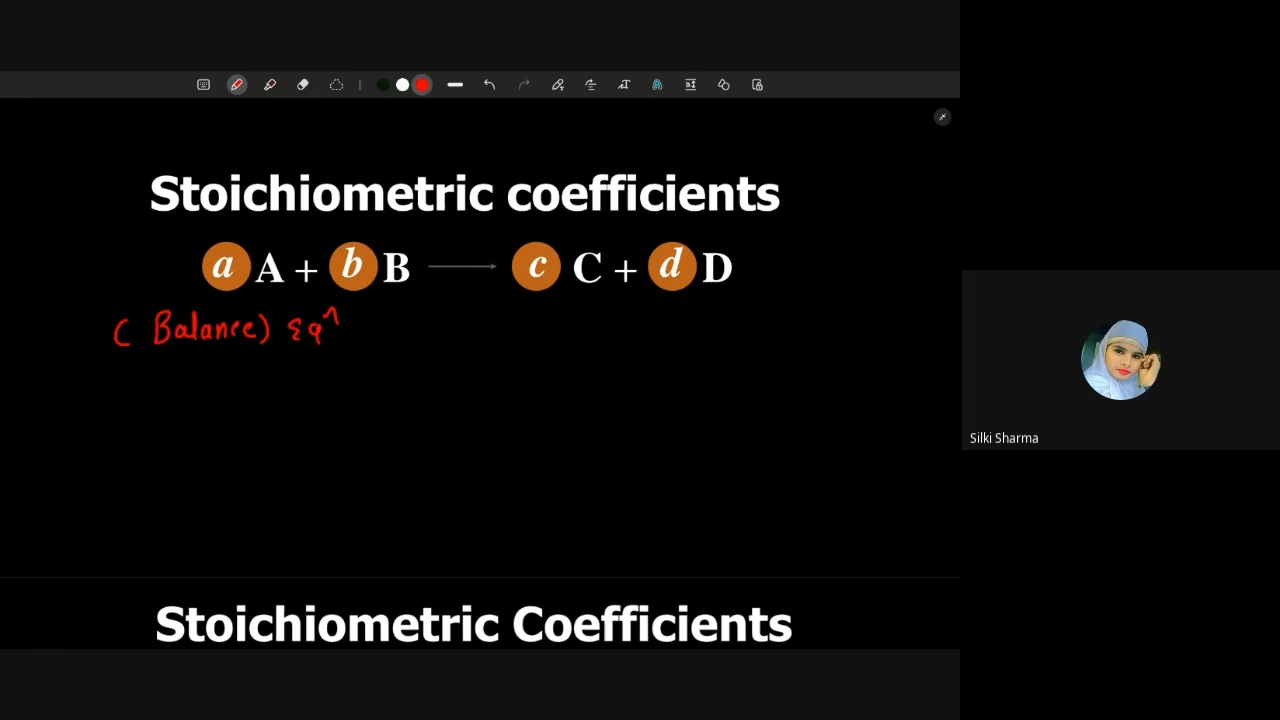 Stoichiometric coefficients
a A + b B ⟶ c C + d D
( Balance) Eqⁿ
Silki Sharma
Stoichiometric Coefficients